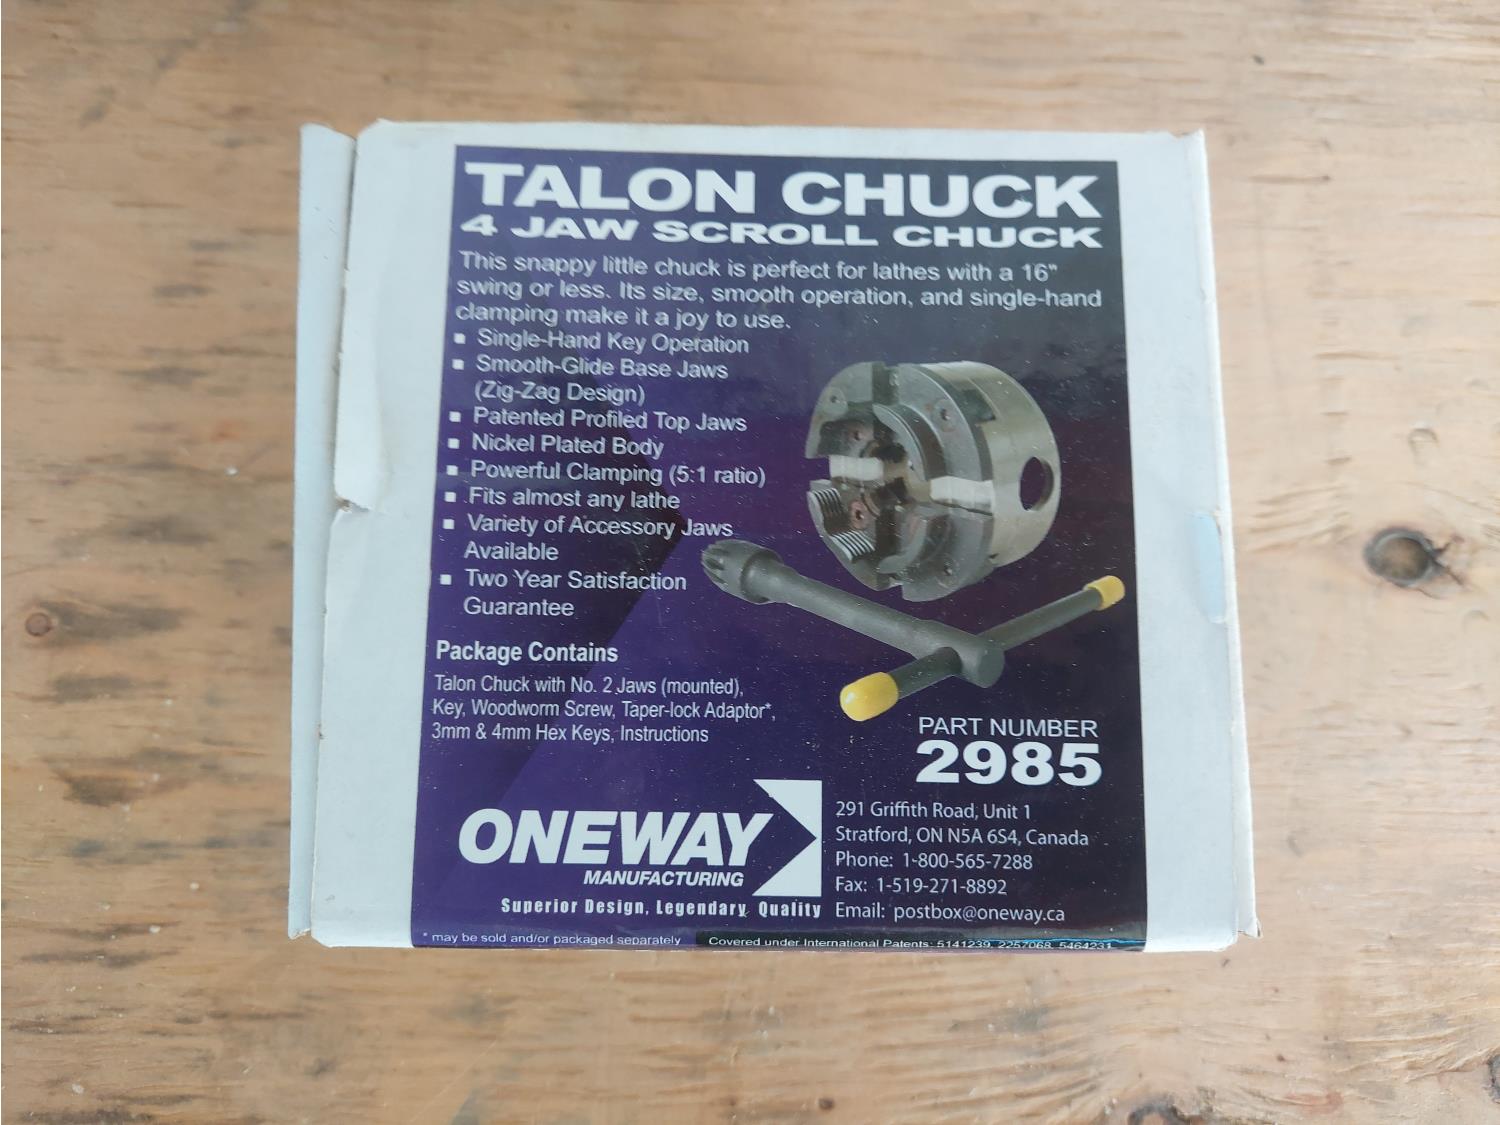 TALON CHUCK
4 JAW SCROLL CHUCK
This snappy little chuck is perfect for lathes with a 16"
swing or less. Its size, smooth operation, and single-hand
clamping make it a joy to use.
▪ Single-Hand Key Operation
▪ Smooth-Glide Base Jaws
(Zig-Zag Design)
▪ Patented Profiled Top Jaws
▪ Nickel Plated Body
▪ Powerful Clamping (5:1 ratio)
▪ Fits almost any lathe
▪ Variety of Accessory Jaws
Available
▪ Two Year Satisfaction
Guarantee
Package Contains
Talon Chuck with No. 2 Jaws (mounted),
Key, Woodworm Screw, Taper-lock Adaptor*,
3mm & 4mm Hex Keys, Instructions
PART NUMBER
2985
ONEWAY
MANUFACTURING
Superior Design, Legendary Quality
291 Griffith Road, Unit 1
Stratford, ON N5A 6S4, Canada
Phone: 1-800-565-7288
Fax: 1-519-271-8892
Email: postbox@oneway.ca
* may be sold and/or packaged separately
Covered under International Patents: 5141239, 2257068, 5464231